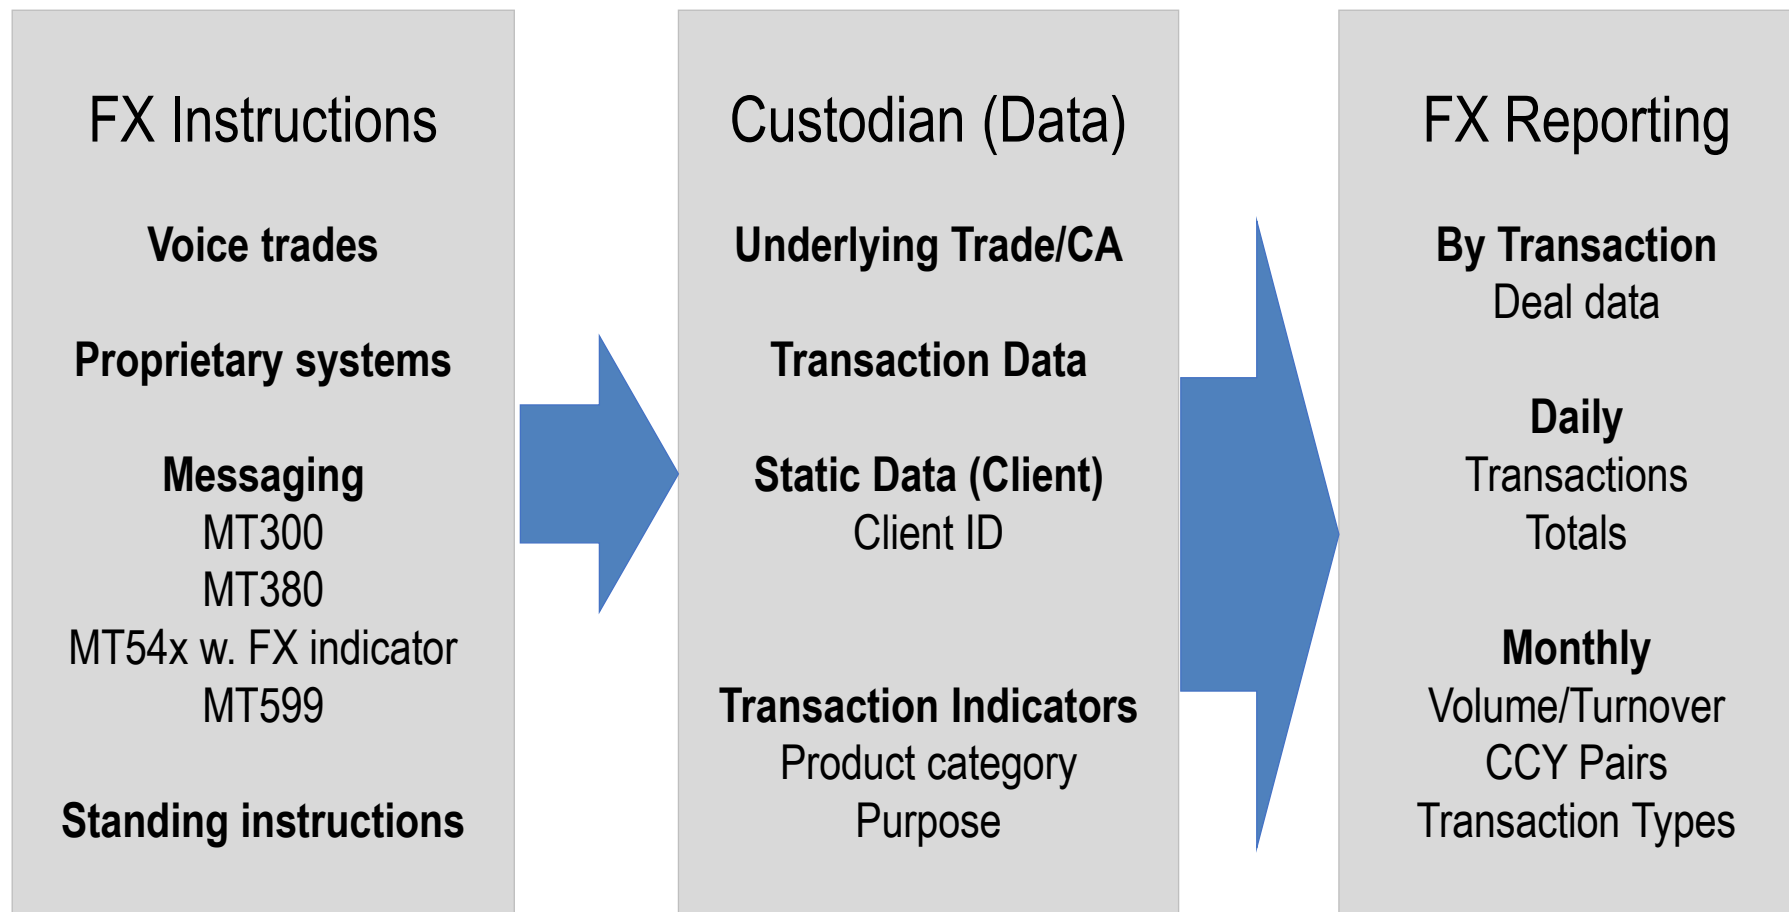 FX Instructions
Voice trades
Proprietary systems
Messaging
MT300
MT380
MT54x w. FX indicator
MT599
Standing instructions
Custodian (Data)
Underlying Trade/CA
Transaction Data
Static Data (Client)
Client ID
Transaction Indicators
Product category
Purpose
FX Reporting
By Transaction
Deal data
Daily
Transactions
Totals
Monthly
Volume/Turnover
CCY Pairs
Transaction Types